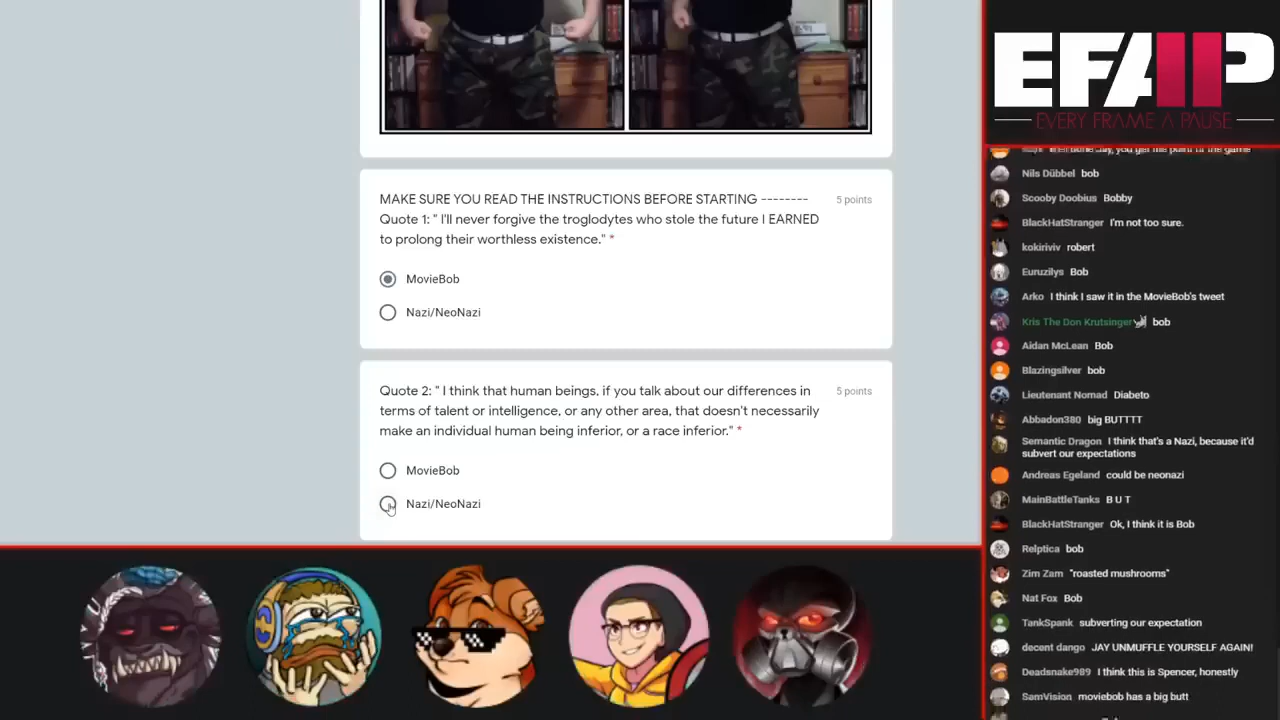 MAKE SURE YOU READ THE INSTRUCTIONS BEFORE STARTING --------
5 points
Quote 1: " I'll never forgive the troglodytes who stole the future I EARNED
to prolong their worthless existence." *
MovieBob
Nazi/NeoNazi
Quote 2: " I think that human beings, if you talk about our differences in
5 points
terms of talent or intelligence, or any other area, that doesn't necessarily
make an individual human being inferior, or a race inferior." *
MovieBob
Nazi/NeoNazi
EFAP
EVERY FRAME A PAUSE
Jay, you get the point of the game
Nils Dübbel bob
Scooby Doobius Bobby
BlackHatStranger I'm not too sure.
kokiriviv robert
Euruzilys Bob
Arko I think I saw it in the MovieBob's tweet
Kris The Don Krutsinger bob
Aidan McLean Bob
Blazingsilver bob
Lieutenant Nomad Diabeto
Abbadon380 big BUTTTT
Semantic Dragon I think that's a Nazi, because it'd
subvert our expectations
Andreas Egeland could be neonazi
MainBattleTanks B U T
BlackHatStranger Ok, I think it is Bob
Relptica bob
Zim Zam "roasted mushrooms"
Nat Fox Bob
TankSpank subverting our expectation
decent dango JAY UNMUFFLE YOURSELF AGAIN!
Deadsnake989 I think this is Spencer, honestly
SamVision moviebob has a big butt